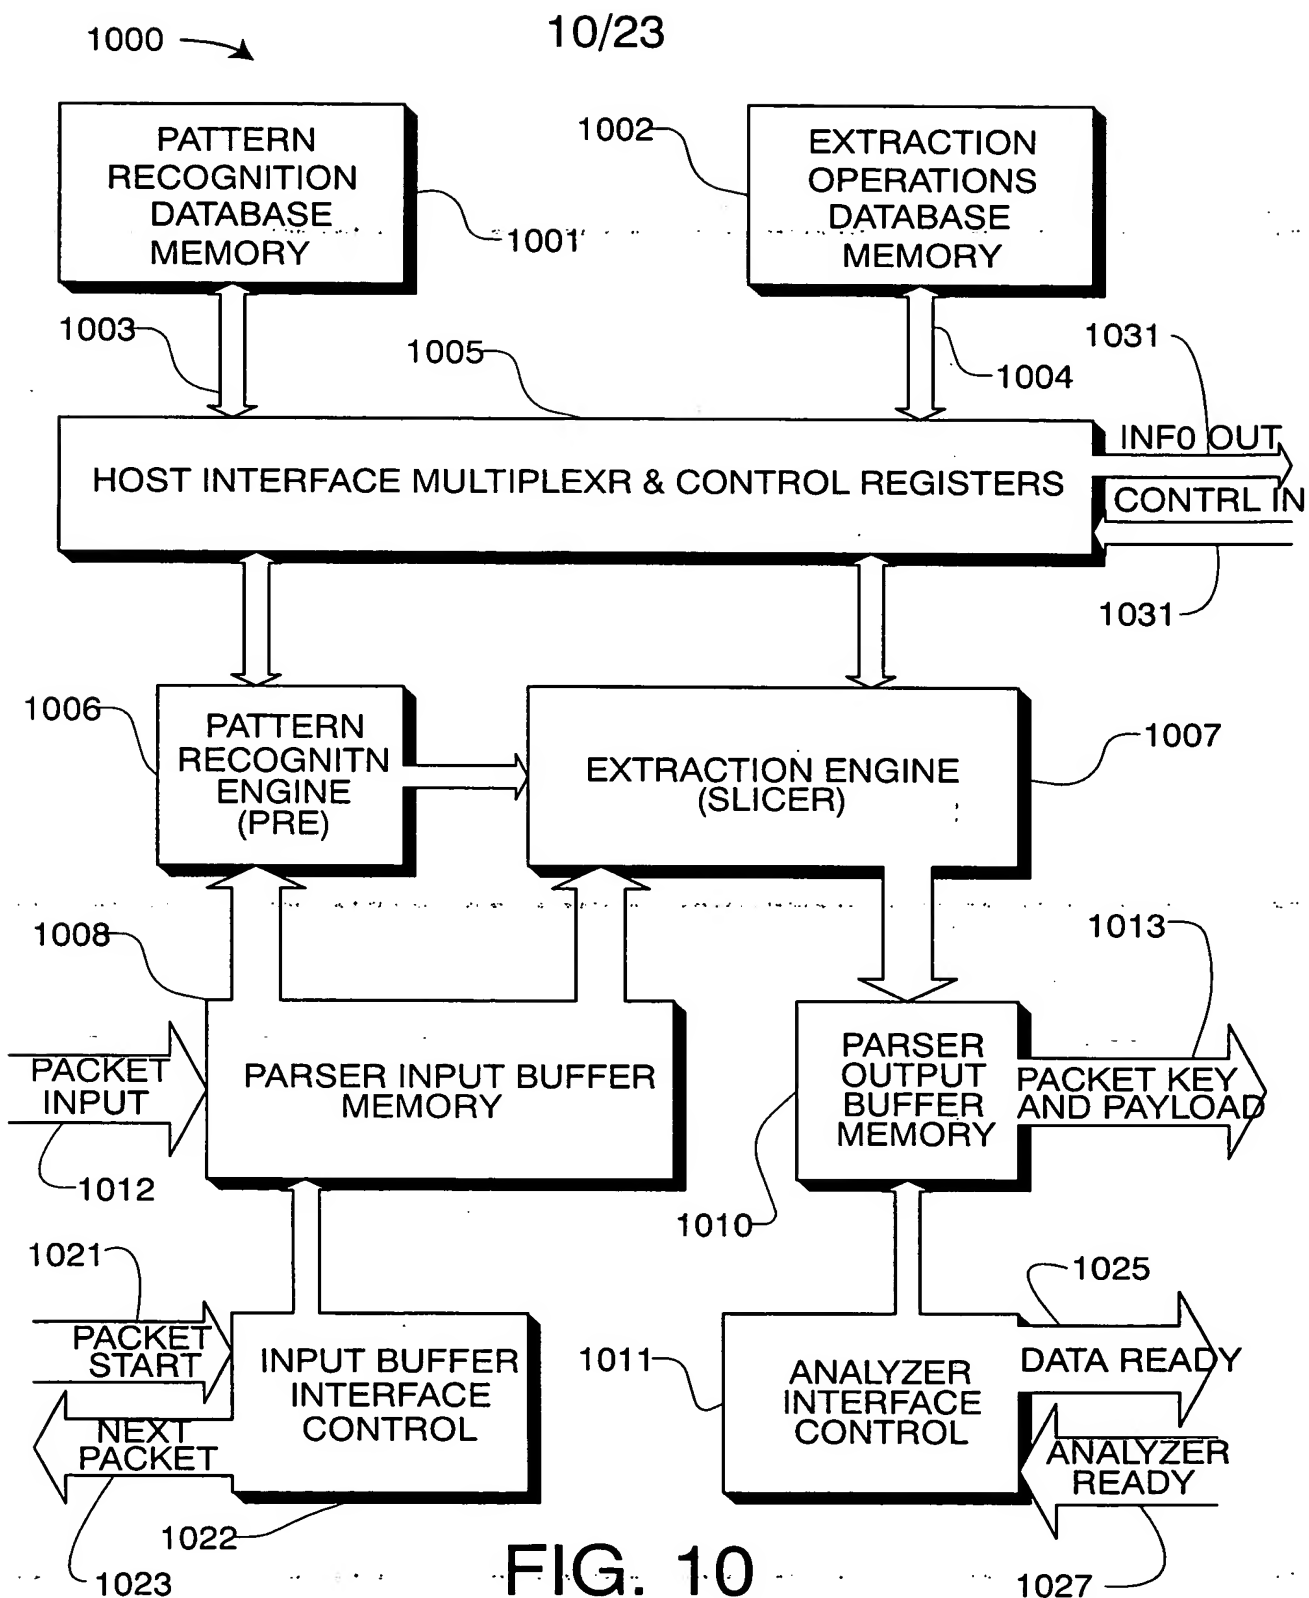 10/23
1000
PATTERN
RECOGNITION
DATABASE
MEMORY
1001
1002
EXTRACTION
OPERATIONS
DATABASE
MEMORY
1003
1005
1004
1031
INF0 OUT
HOST INTERFACE MULTIPLEXR & CONTROL REGISTERS
CONTRL IN
1031
1006
PATTERN
RECOGNITN
ENGINE
(PRE)
EXTRACTION ENGINE
(SLICER)
1007
1008
1013
PACKET
INPUT
PARSER INPUT BUFFER
MEMORY
PARSER
OUTPUT
BUFFER
MEMORY
PACKET KEY
AND PAYLOAD
1012
1010
1021
1025
PACKET
START
INPUT BUFFER
INTERFACE
CONTROL
1011
ANALYZER
INTERFACE
CONTROL
DATA READY
NEXT
PACKET
ANALYZER
READY
1022
1023
1027
FIG. 10